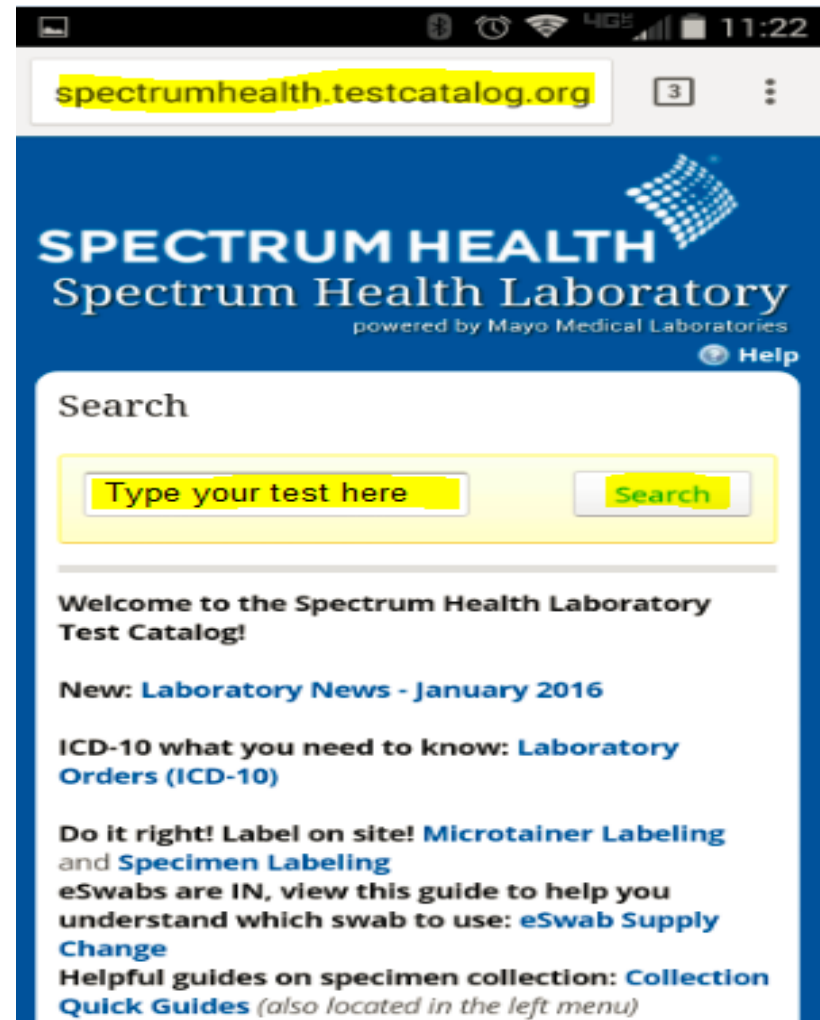 4GE 11:22
spectrumhealth.testcatalog.org 3
SPECTRUM HEALTH
Spectrum Health Laboratory
powered by Mayo Medical Laboratories
? Help
Search
Type your test here Search
Welcome to the Spectrum Health Laboratory
Test Catalog!
New: Laboratory News - January 2016
ICD-10 what you need to know: Laboratory
Orders (ICD-10)
Do it right! Label on site! Microtainer Labeling
and Specimen Labeling
eSwabs are IN, view this guide to help you
understand which swab to use: eSwab Supply
Change
Helpful guides on specimen collection: Collection
Quick Guides (also located in the left menu)